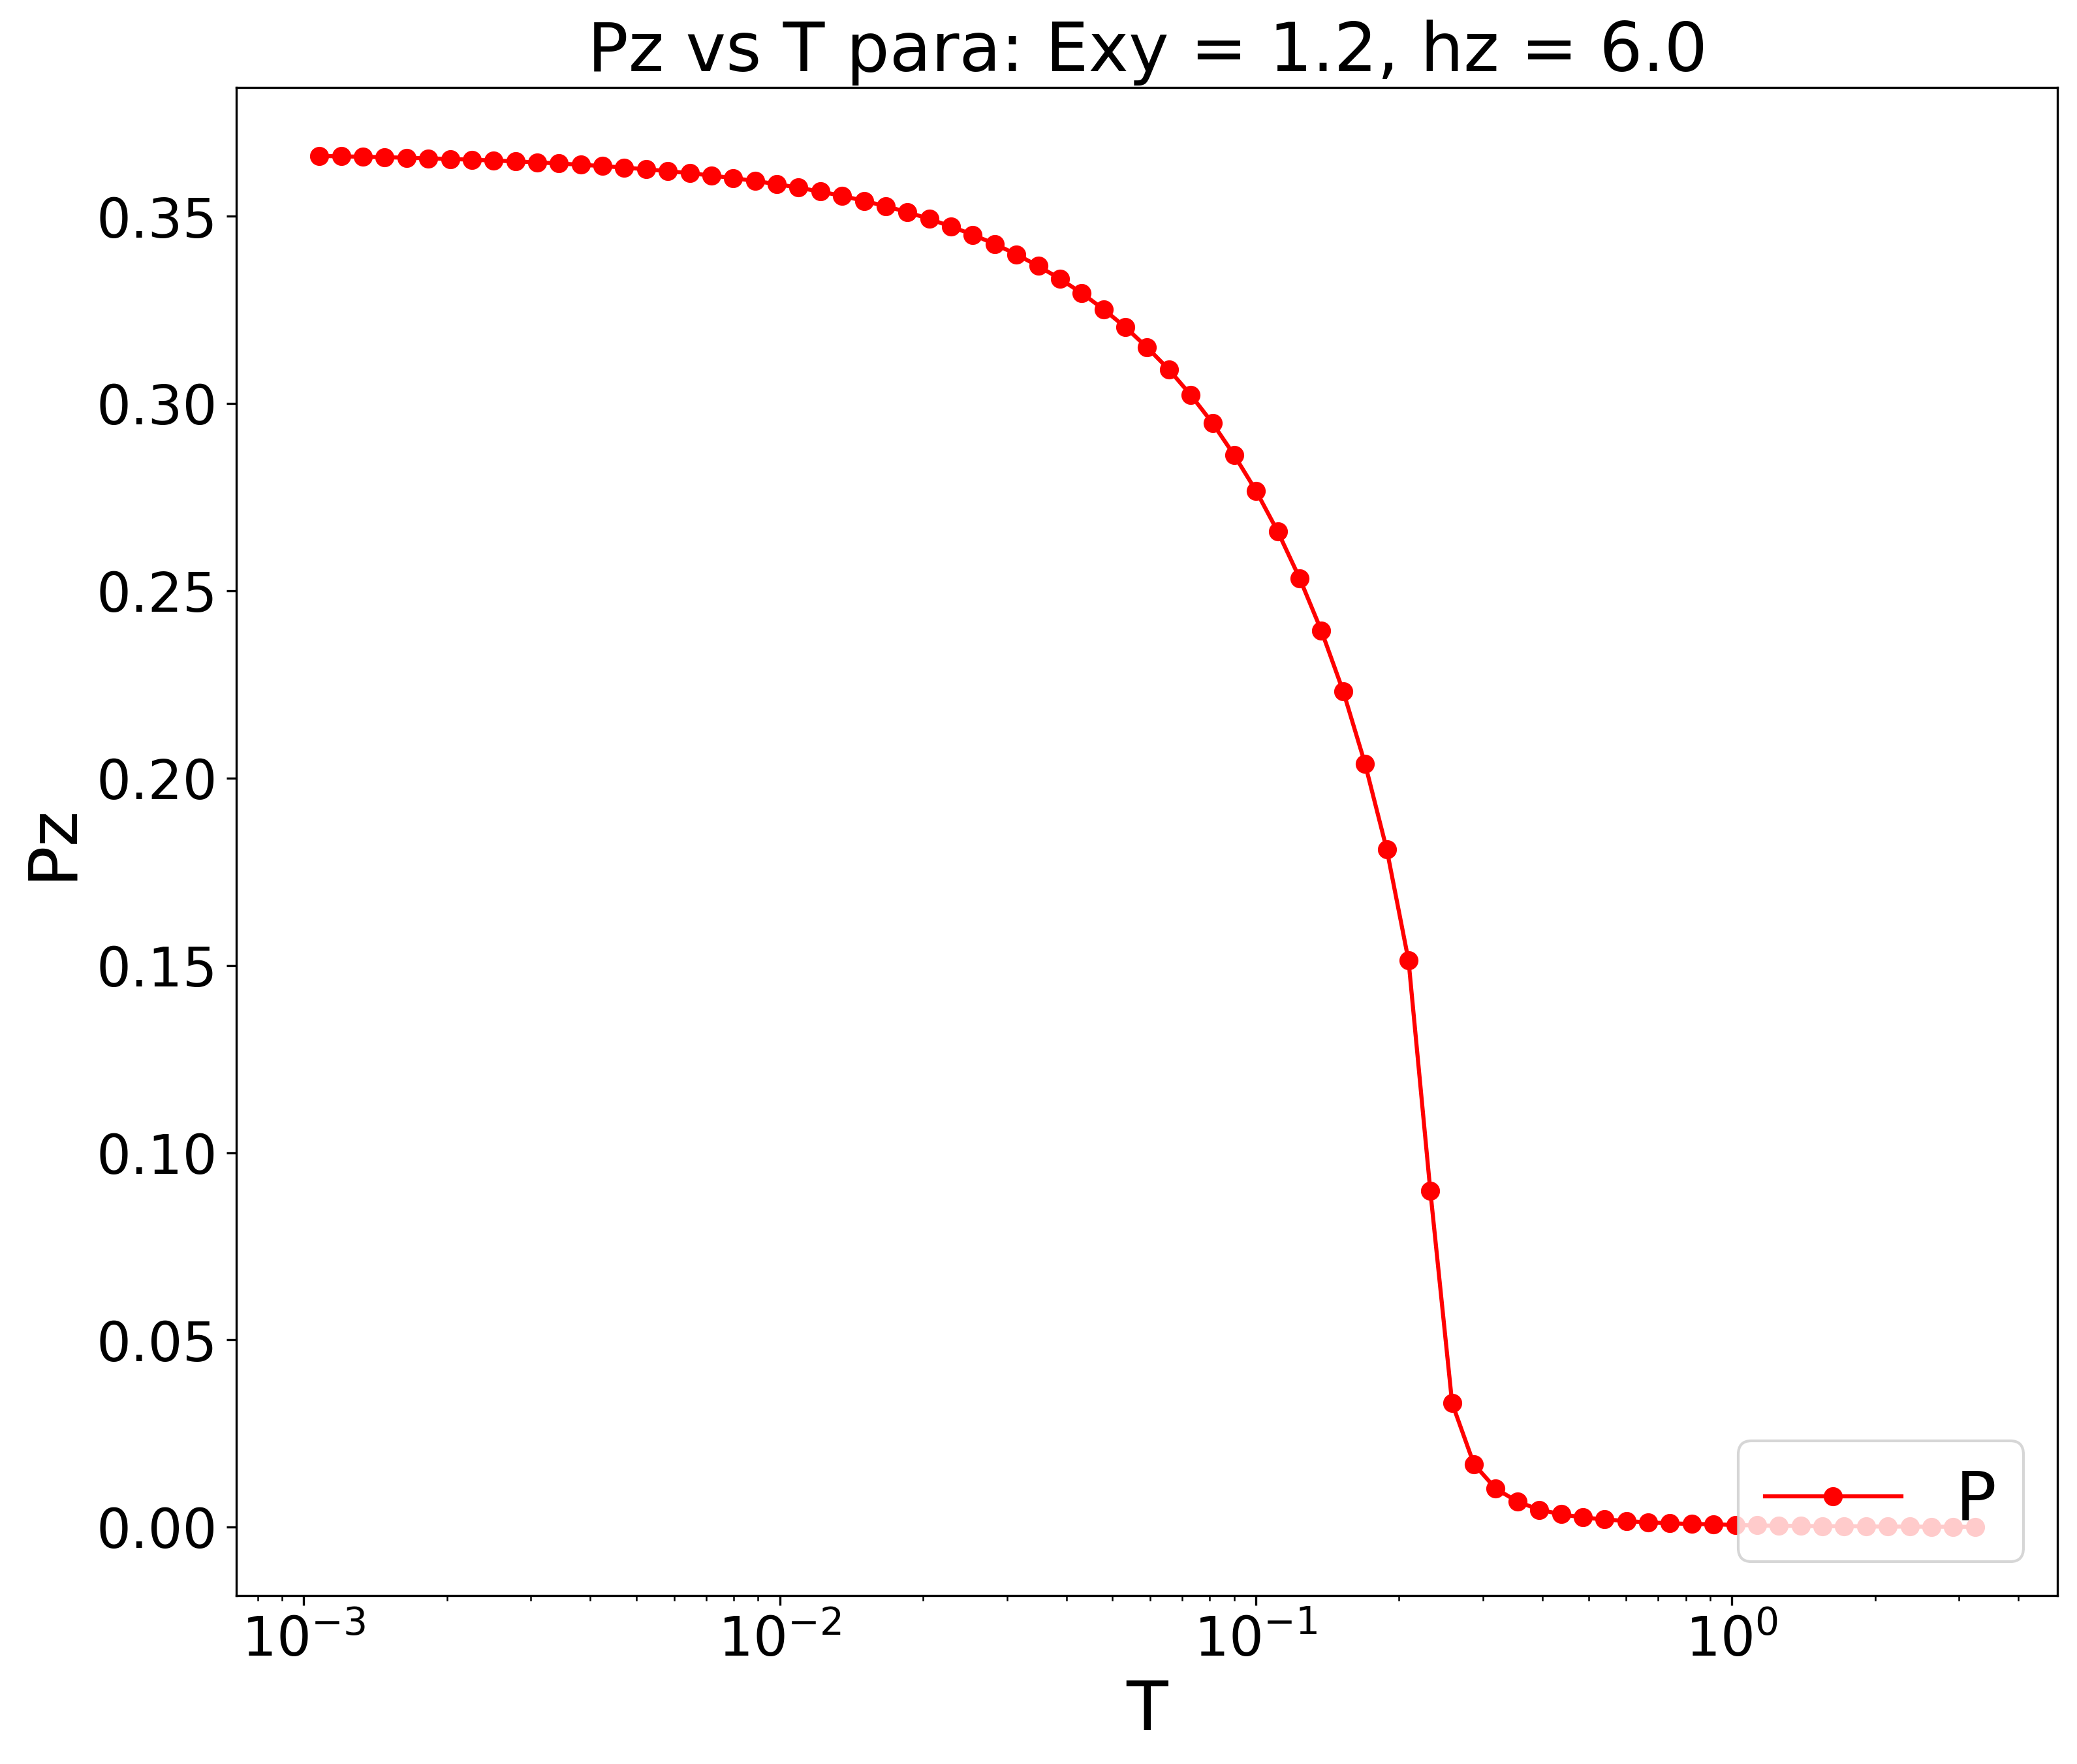 Pz vs T para: Exy = 1.2, hz = 6.0
Pz
0.35
0.30
0.25
0.20
0.15
0.10
0.05
0.00
P
10⁻³ 10⁻² 10⁻¹ 10⁰
T